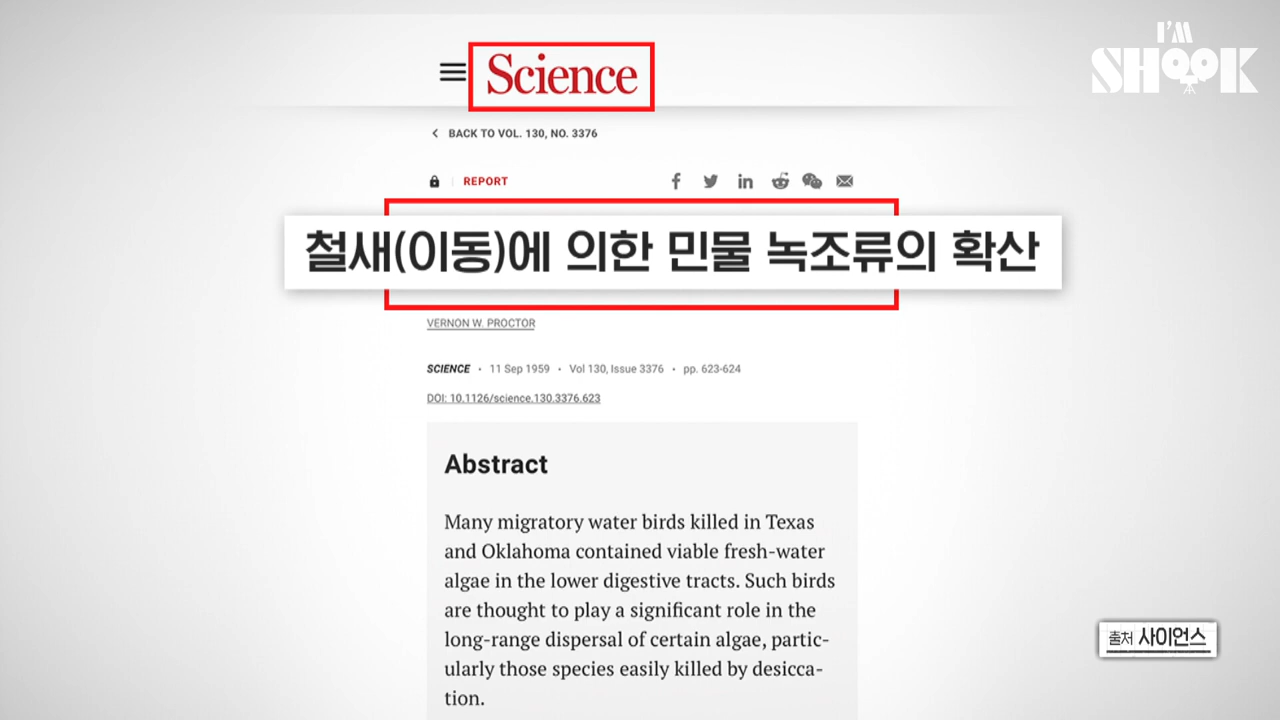 I'M
SHOOK
Science
BACK TO VOL. 130, NO. 3376
REPORT
철새(이동)에 의한 민물 녹조류의 확산
VERNON W. PROCTOR
SCIENCE • 11 Sep 1959 • Vol 130, Issue 3376 • pp. 623-624
DOI: 10.1126/science.130.3376.623
Abstract
Many migratory water birds killed in Texas
and Oklahoma contained viable fresh-water
algae in the lower digestive tracts. Such birds
are thought to play a significant role in the
long-range dispersal of certain algae, partic-
ularly those species easily killed by desicca-
tion.
출처 사이언스